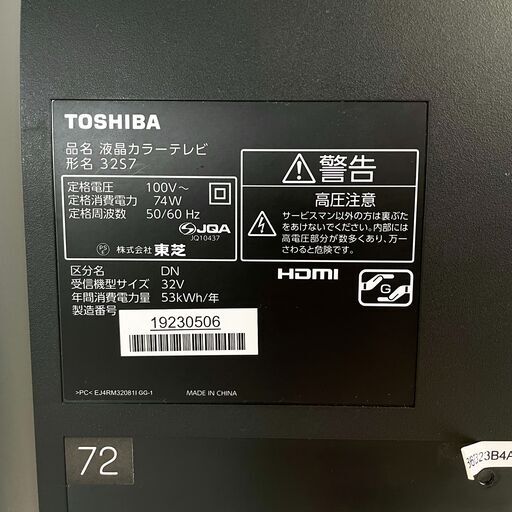 TOSHIBA
品名 液晶カラーテレビ
形名 32S7
定格電圧 100V～
定格消費電力 74W
定格周波数 50/60 Hz
JQA
JQ10437
PS
E
株式会社 東芝
区分名 DN
受信機型サイズ 32V
年間消費電力量 53kWh/年
製造番号
19230506
>PC< EJ4RM32081I GG-1
MADE IN CHINA
警告
高圧注意
サービスマン以外の方は裏ぶた
をあけないでください。内部には
高電圧部分が数多くあり、万一
さわると危険です。
HDMI
G
72